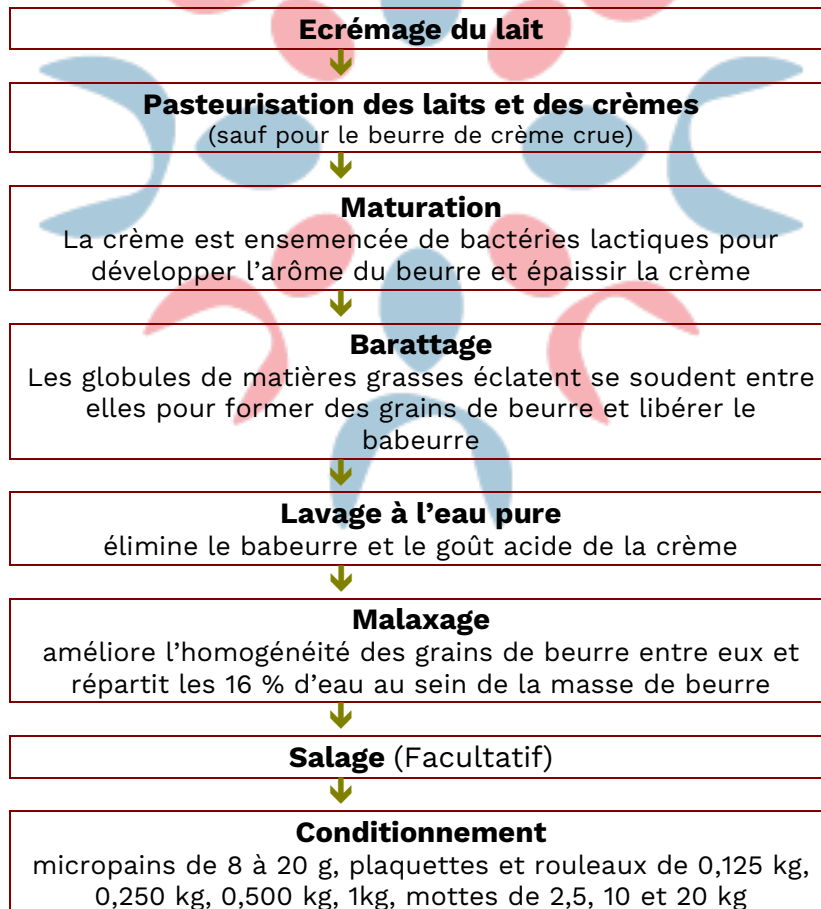 Ecrémage du lait
Pasteurisation des laits et des crèmes
(sauf pour le beurre de crème crue)
Maturation
La crème est ensemencée de bactéries lactiques pour
développer l’arôme du beurre et épaissir la crème
Barattage
Les globules de matières grasses éclatent se soudent entre
elles pour former des grains de beurre et libérer le
babeurre
Lavage à l’eau pure
élimine le babeurre et le goût acide de la crème
Malaxage
améliore l’homogénéité des grains de beurre entre eux et
répartit les 16 % d’eau au sein de la masse de beurre
Salage (Facultatif)
Conditionnement
micropains de 8 à 20 g, plaquettes et rouleaux de 0,125 kg,
0,250 kg, 0,500 kg, 1kg, mottes de 2,5, 10 et 20 kg